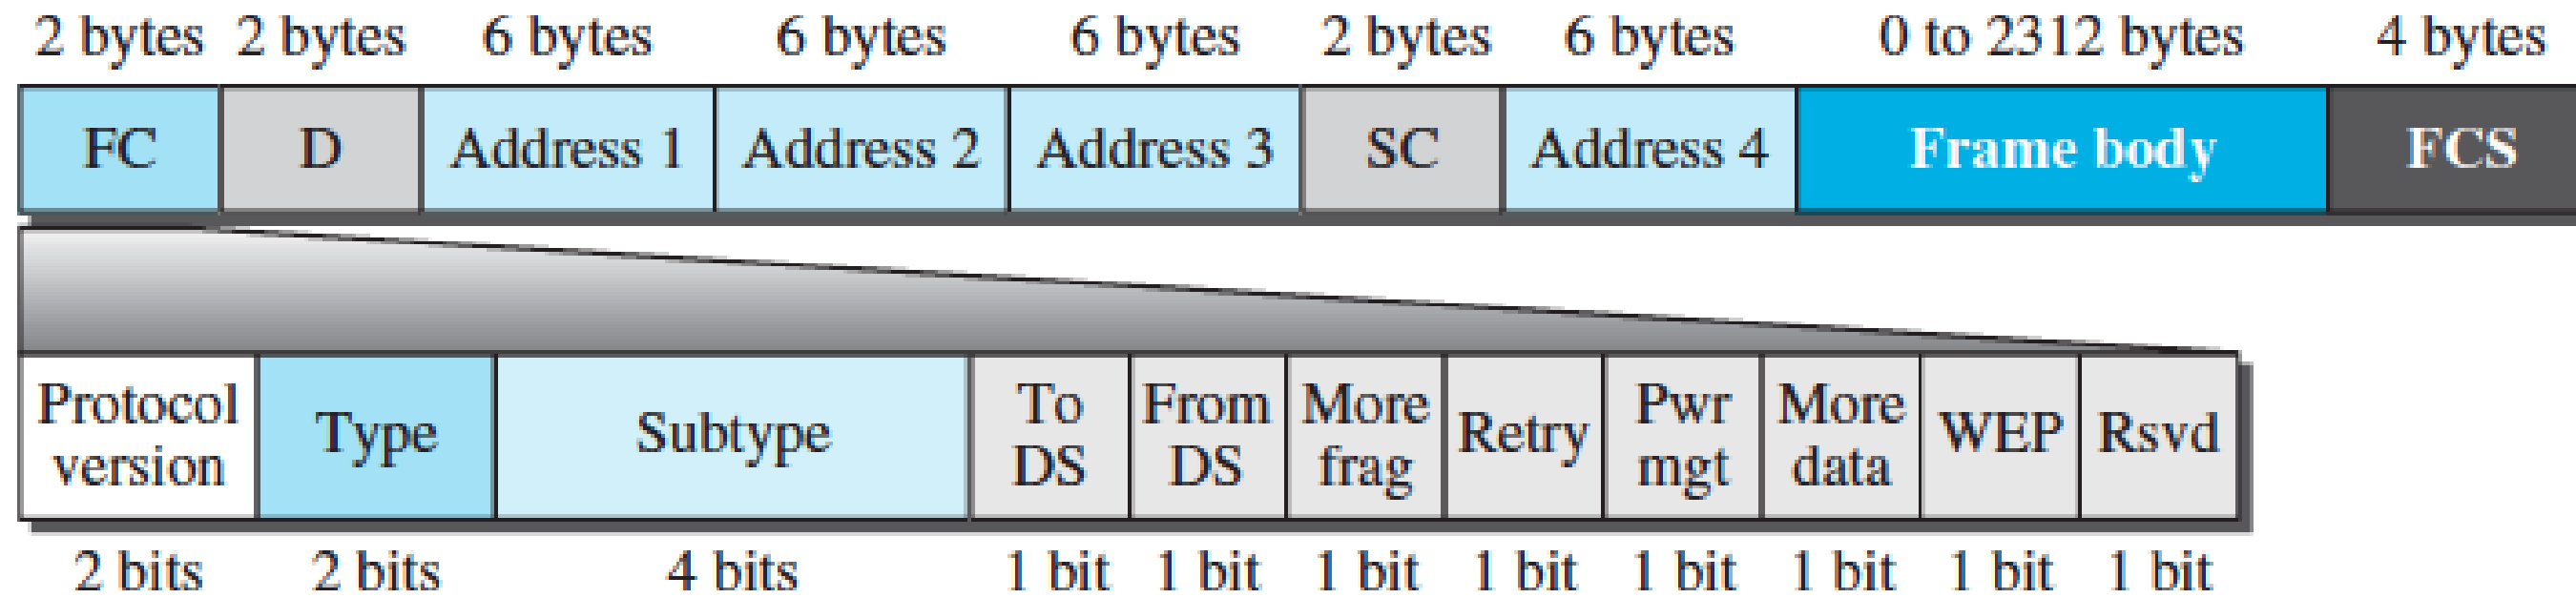 2 bytes 2 bytes 6 bytes 6 bytes 6 bytes 2 bytes 6 bytes 0 to 2312 bytes 4 bytes
FC D Address 1 Address 2 Address 3 SC Address 4 Frame body FCS
Protocol version Type Subtype To DS From DS More frag Retry Pwr mgt More data WEP Rsvd
2 bits 2 bits 4 bits 1 bit 1 bit 1 bit 1 bit 1 bit 1 bit 1 bit 1 bit